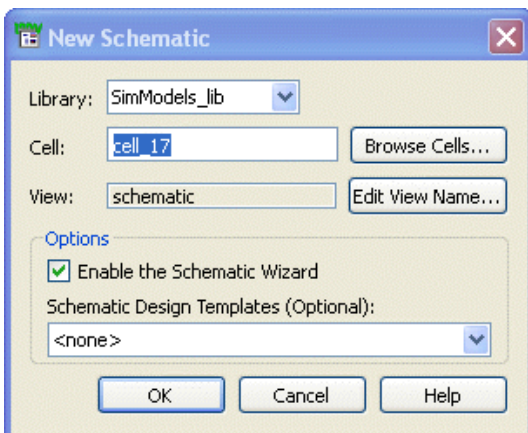 New Schematic
Library: SimModels_lib
Cell: cell_17 Browse Cells...
View: schematic Edit View Name...
Options
Enable the Schematic Wizard
Schematic Design Templates (Optional):
<none>
OK Cancel Help